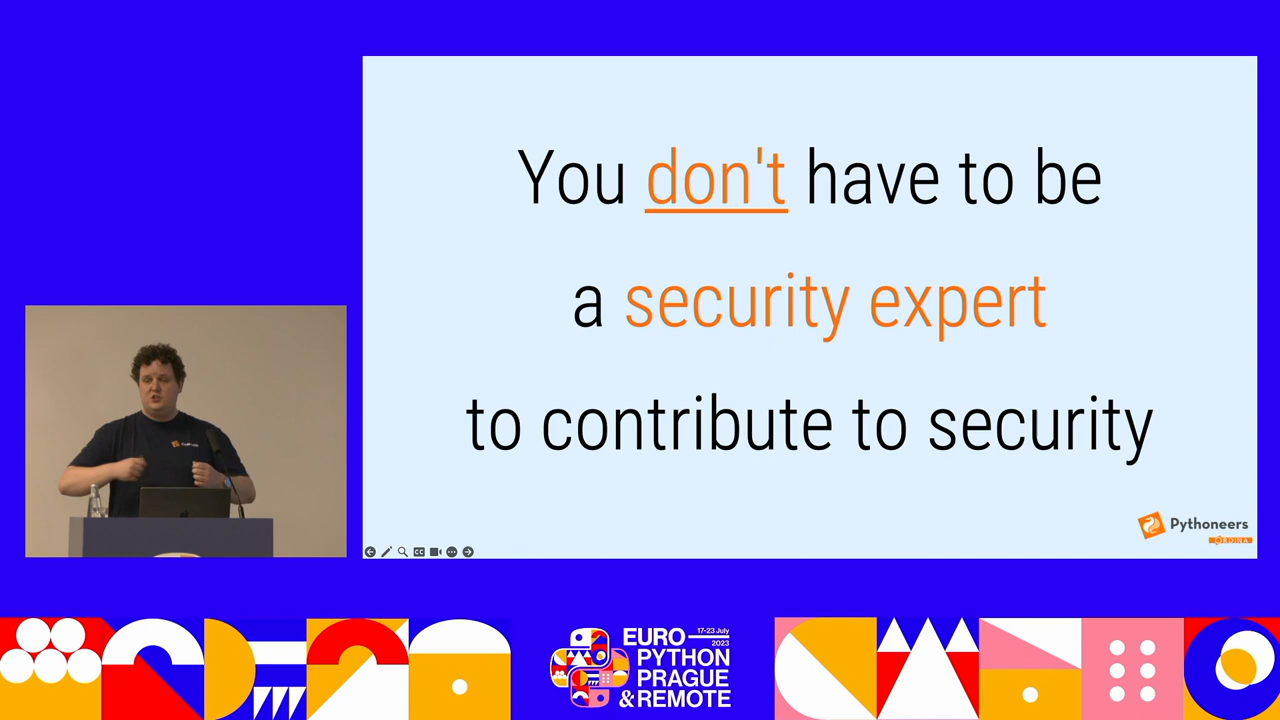 You don't have to be
a security expert
to contribute to security
Pythoneers
ORDINA
CC
17-23 July
2023
EURO
PYTHON
PRAGUE
& REMOTE